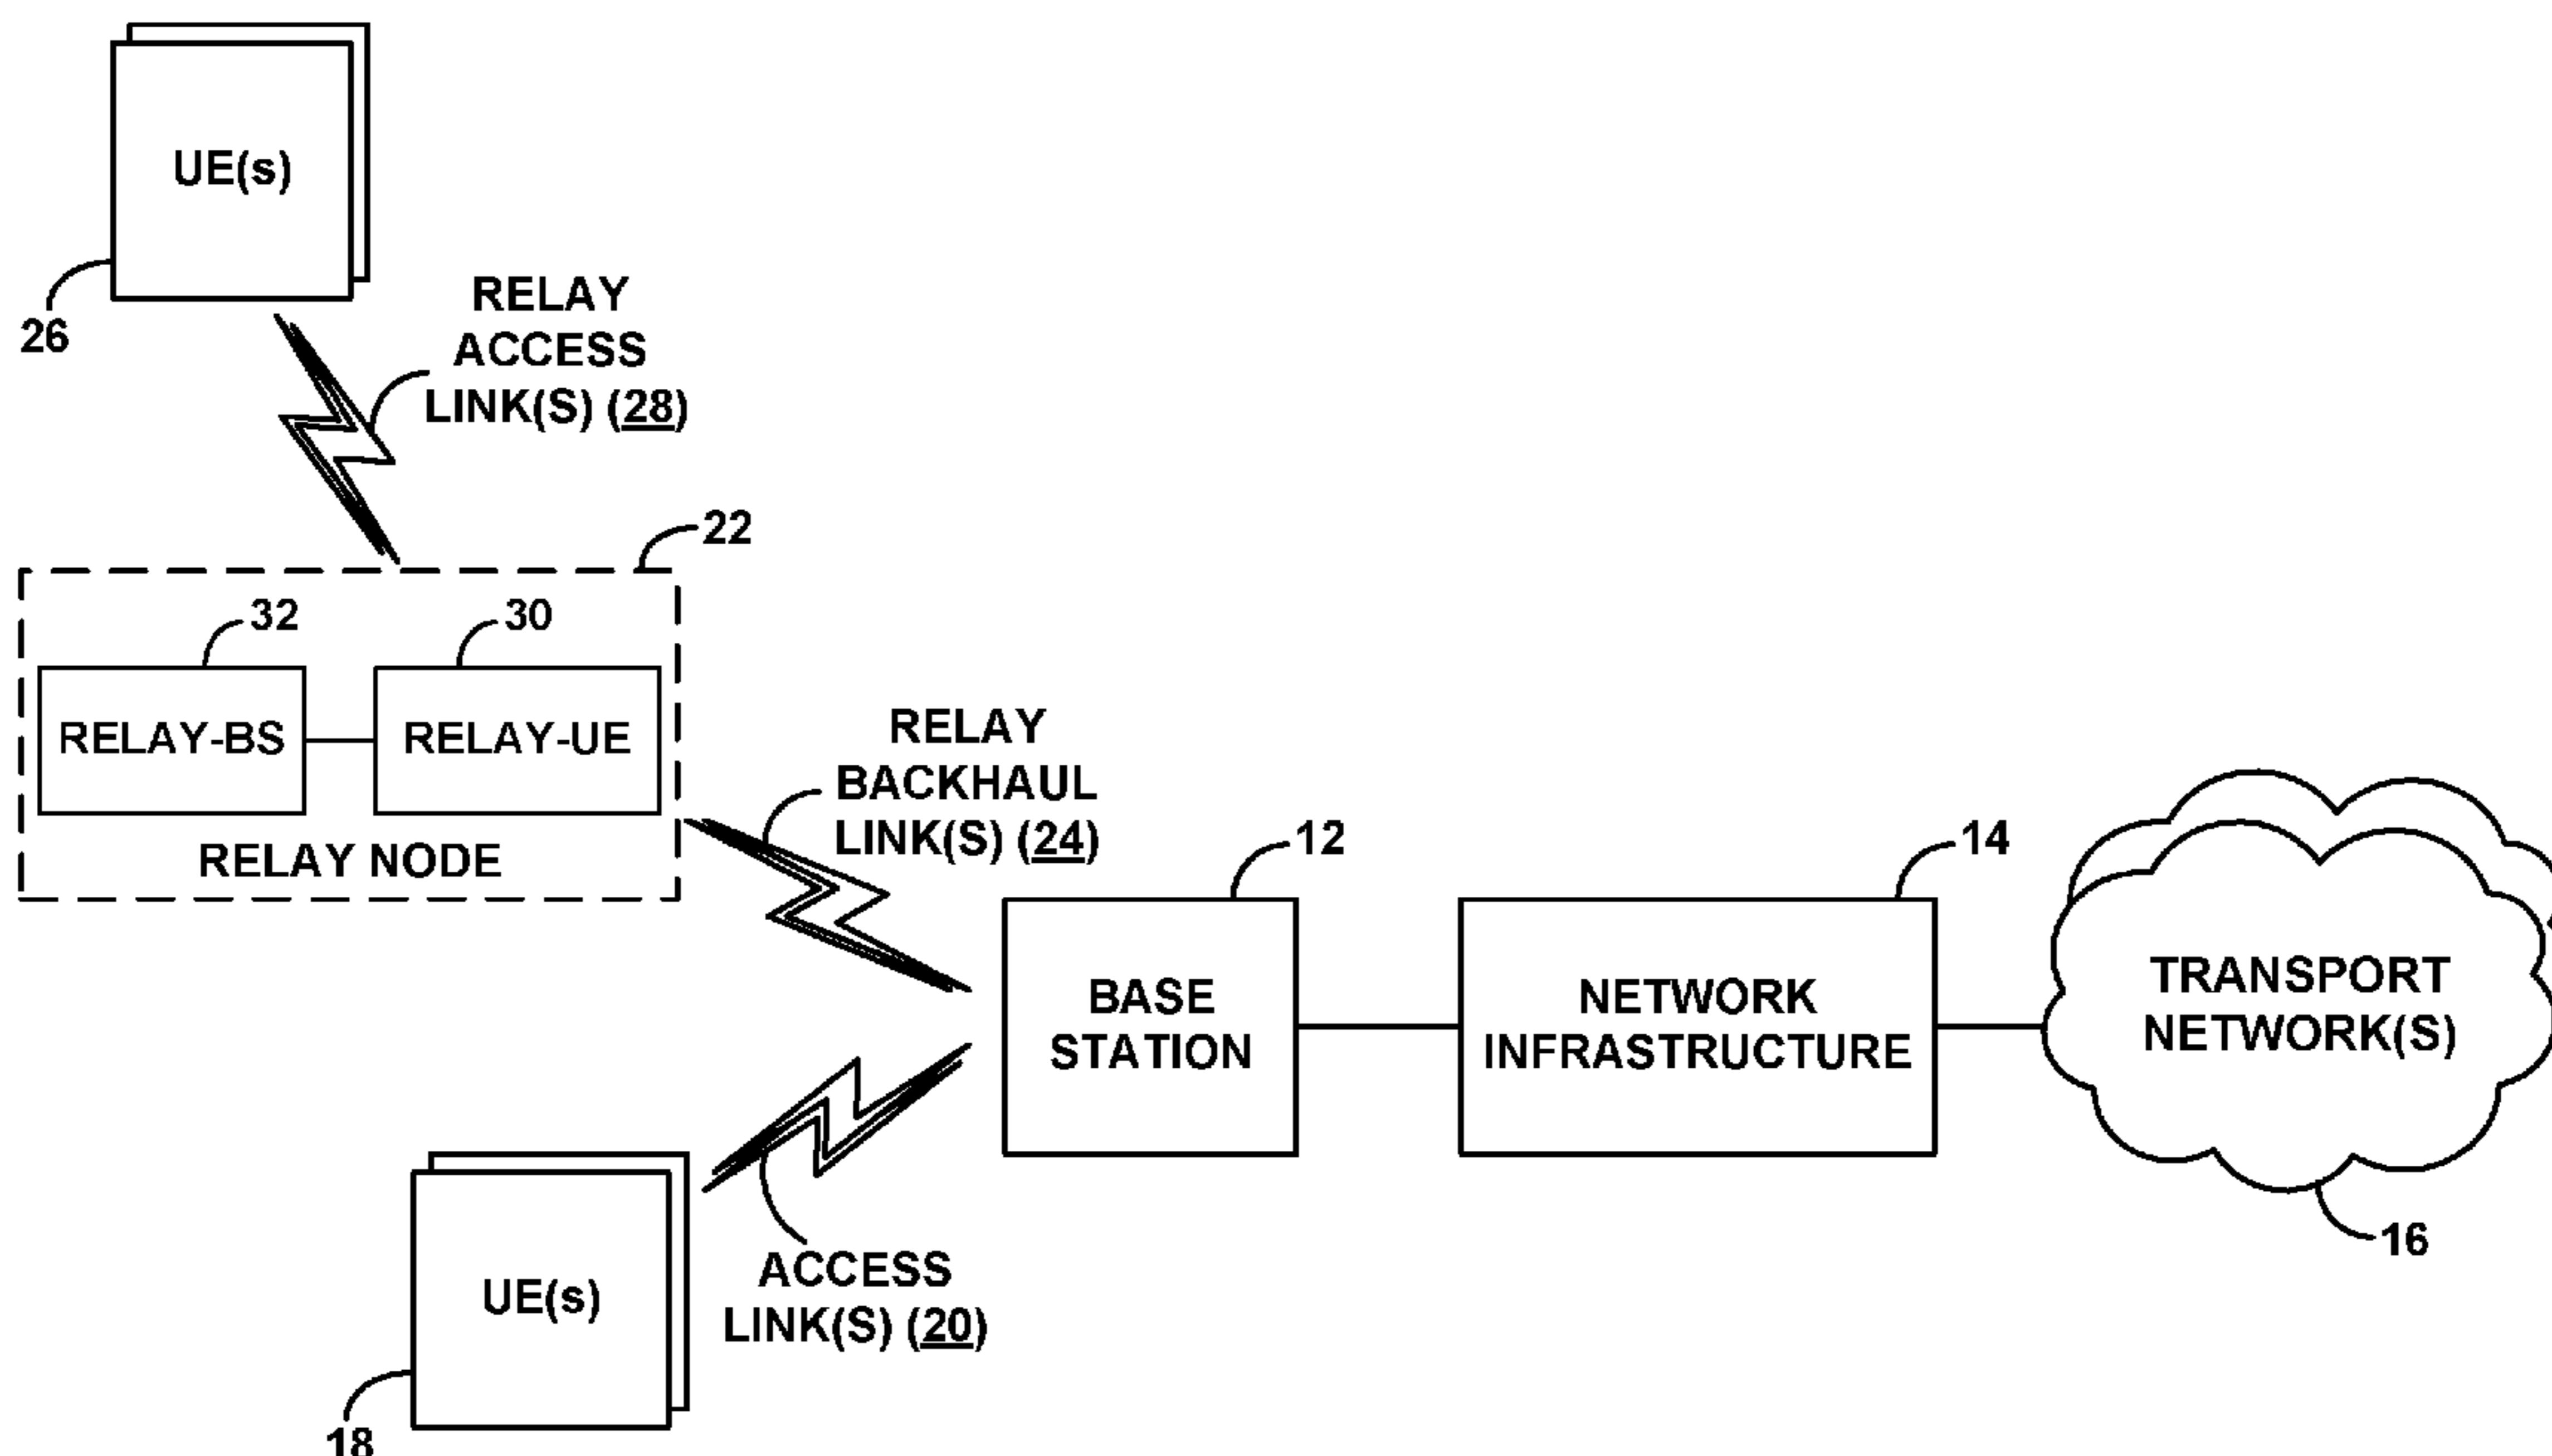 UE(s)
26
RELAY
ACCESS
LINK(S) (28)
22
32
30
RELAY-BS
RELAY-UE
RELAY NODE
RELAY
BACKHAUL
LINK(S) (24)
12
14
BASE
STATION
NETWORK
INFRASTRUCTURE
TRANSPORT
NETWORK(S)
16
UE(s)
18
ACCESS
LINK(S) (20)